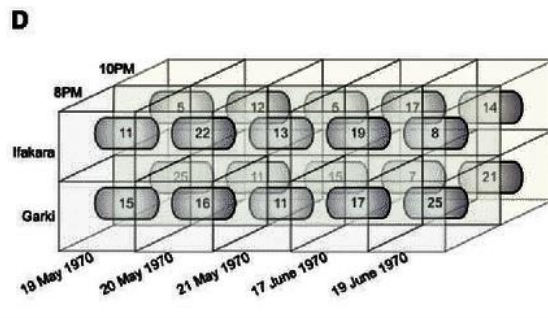 D
10PM
8PM
5 12 5 17 14
Ifakara 11 22 13 19 8
25 11 15 7 21
Garki 15 16 11 17 25
19 May 1970 20 May 1970 21 May 1970 17 June 1970 19 June 1970